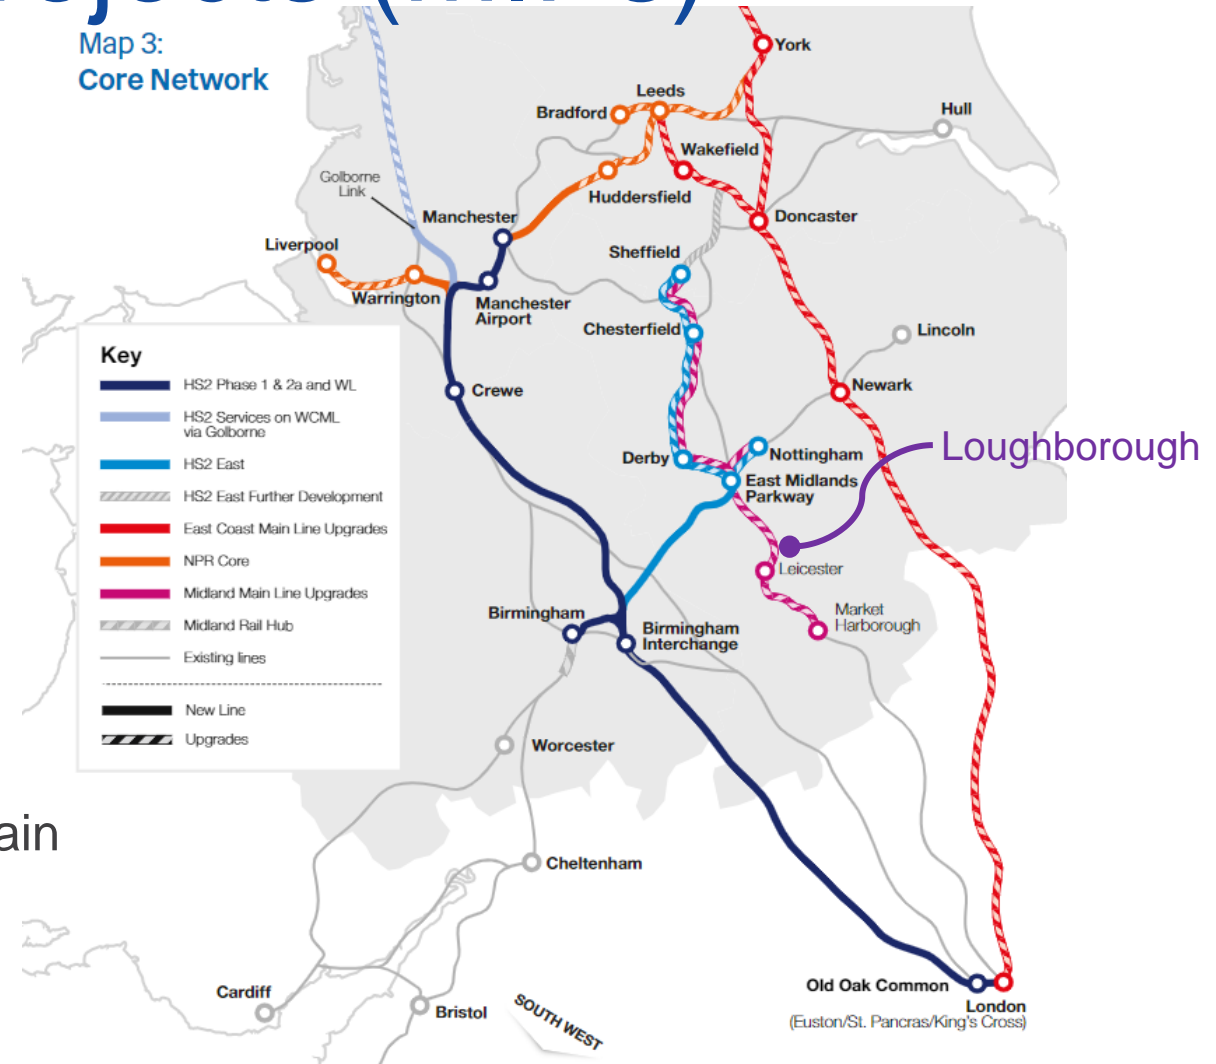 Map 3:
Core Network
York
Leeds
Bradford
Hull
Wakefield
Golborne
Link
Huddersfield
Manchester
Doncaster
Liverpool
Sheffield
Warrington
Manchester
Airport
Chesterfield
Lincoln
Key
HS2 Phase 1 & 2a and WL
HS2 Services on WCML
via Golborne
HS2 East
HS2 East Further Development
East Coast Main Line Upgrades
NPR Core
Midland Main Line Upgrades
Midland Rail Hub
Existing lines
New Line
Upgrades
Crewe
Newark
Derby
Nottingham
East Midlands
Parkway
Loughborough
Leicester
Birmingham
Birmingham
Interchange
Market
Harborough
Worcester
ain
Cheltenham
Cardiff
Bristol
SOUTH WEST
Old Oak Common
London
(Euston/St. Pancras/King's Cross)